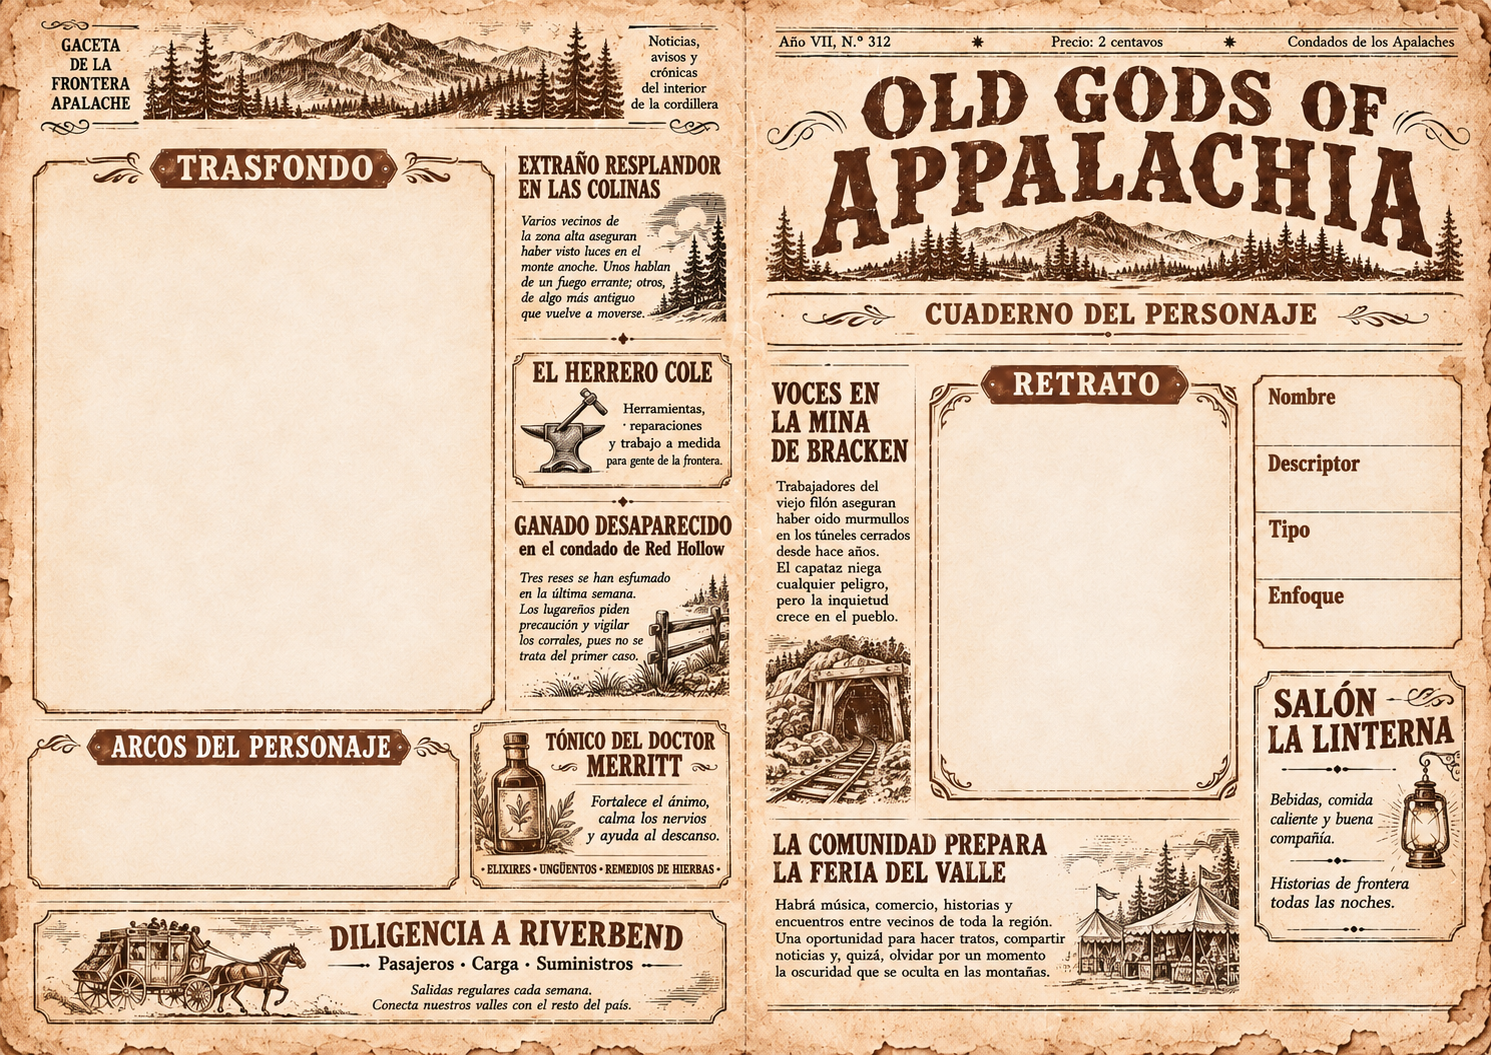 GACETA
DE LA
FRONTERA
APALACHE
Noticias,
avisos y
crónicas
del interior
de la cordillera
TRASFONDO
EXTRAÑO RESPLANDOR
EN LAS COLINAS
Varios vecinos de
la zona alta aseguran
haber visto luces en el
monte anoche. Unos hablan
de un fuego errante; otros,
de algo más antiguo
que vuelve a moverse.
EL HERRERO COLE
Herramientas,
· reparaciones
y trabajo a medida
para gente de la frontera.
GANADO DESAPARECIDO
en el condado de Red Hollow
Tres reses se han esfumado
en la última semana.
Los lugareños piden
precaución y vigilar
los corrales, pues no se
trata del primer caso.
ARCOS DEL PERSONAJE
TÓNICO DEL DOCTOR
MERRITT
Fortalece el ánimo,
calma los nervios
y ayuda al descanso.
· ELIXIRES · UNGÜENTOS · REMEDIOS DE HIERBAS ·
DILIGENCIA A RIVERBEND
Pasajeros · Carga · Suministros
Salidas regulares cada semana.
Conecta nuestros valles con el resto del país.
Año VII, N.º 312
Precio: 2 centavos
Condados de los Apalaches
OLD GODS OF
APPALACHIA
CUADERNO DEL PERSONAJE
VOCES EN
LA MINA
DE BRACKEN
Trabajadores del
viejo filón aseguran
haber oido murmullos
en los túneles cerrados
desde hace años.
El capataz niega
cualquier peligro,
pero la inquietud
crece en el pueblo.
RETRATO
Nombre
Descriptor
Tipo
Enfoque
SALÓN
LA LINTERNA
Bebidas, comida
caliente y buena
compañía.
Historias de frontera
todas las noches.
LA COMUNIDAD PREPARA
LA FERIA DEL VALLE
Habrá música, comercio, historias y
encuentros entre vecinos de toda la región.
Una oportunidad para hacer tratos, compartir
noticias y, quizá, olvidar por un momento
la oscuridad que se oculta en las montañas.